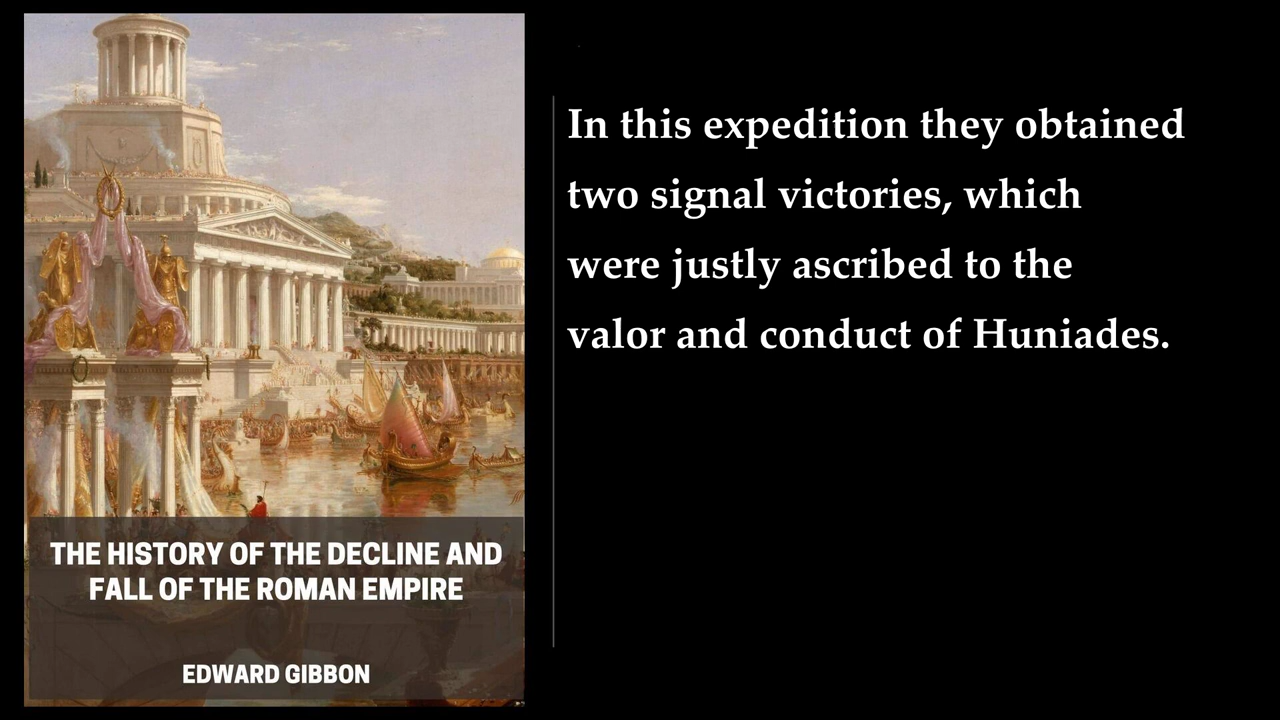 In this expedition they obtained
two signal victories, which
were justly ascribed to the
valor and conduct of Huniades.
THE HISTORY OF THE DECLINE AND
FALL OF THE ROMAN EMPIRE
EDWARD GIBBON